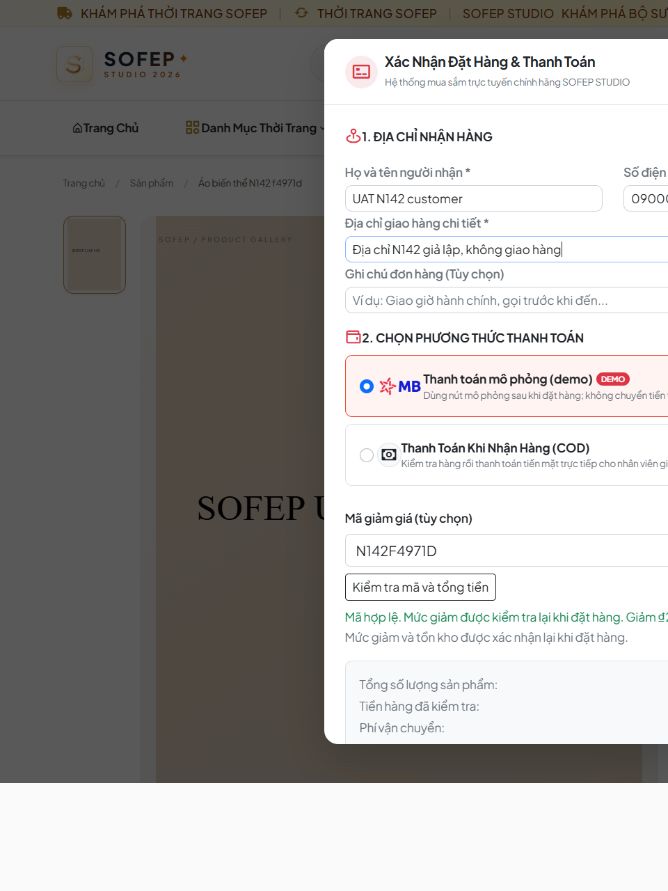 KHÁM PHÁ THỜI TRANG SOFEP | THỜI TRANG SOFEP | SOFEP STUDIO KHÁM PHÁ BỘ
S SOFEP
STUDIO 2026
Trang Chủ Danh Mục Thời Trang
Trang chủ / Sản phẩm / Áo biến thể N142 f4971d
SOFEP / PRODUCT GALLERY
SOFEP
Xác Nhận Đặt Hàng & Thanh Toán
Hệ thống mua sắm trực tuyến chính hãng SOFEP STUDIO
1. ĐỊA CHỈ NHẬN HÀNG
Họ và tên người nhận * Số điện
UAT N142 customer 0900
Địa chỉ giao hàng chi tiết *
Địa chỉ N142 giả lập, không giao hàng
Ghi chú đơn hàng (Tùy chọn)
Ví dụ: Giao giờ hành chính, gọi trước khi đến...
2. CHỌN PHƯƠNG THỨC THANH TOÁN
MB Thanh toán mô phỏng (demo) DEMO
Dùng nút mô phỏng sau khi đặt hàng; không chuyển tiền
Thanh Toán Khi Nhận Hàng (COD)
Kiểm tra hàng rồi thanh toán tiền mặt trực tiếp cho nhân viên
Mã giảm giá (tùy chọn)
N142F4971D
Kiểm tra mã và tổng tiền
Mã hợp lệ. Mức giảm được kiểm tra lại khi đặt hàng. Giảm
Mức giảm và tồn kho được xác nhận lại khi đặt hàng.
Tổng số lượng sản phẩm:
Tiền hàng đã kiểm tra:
Phí vận chuyển: